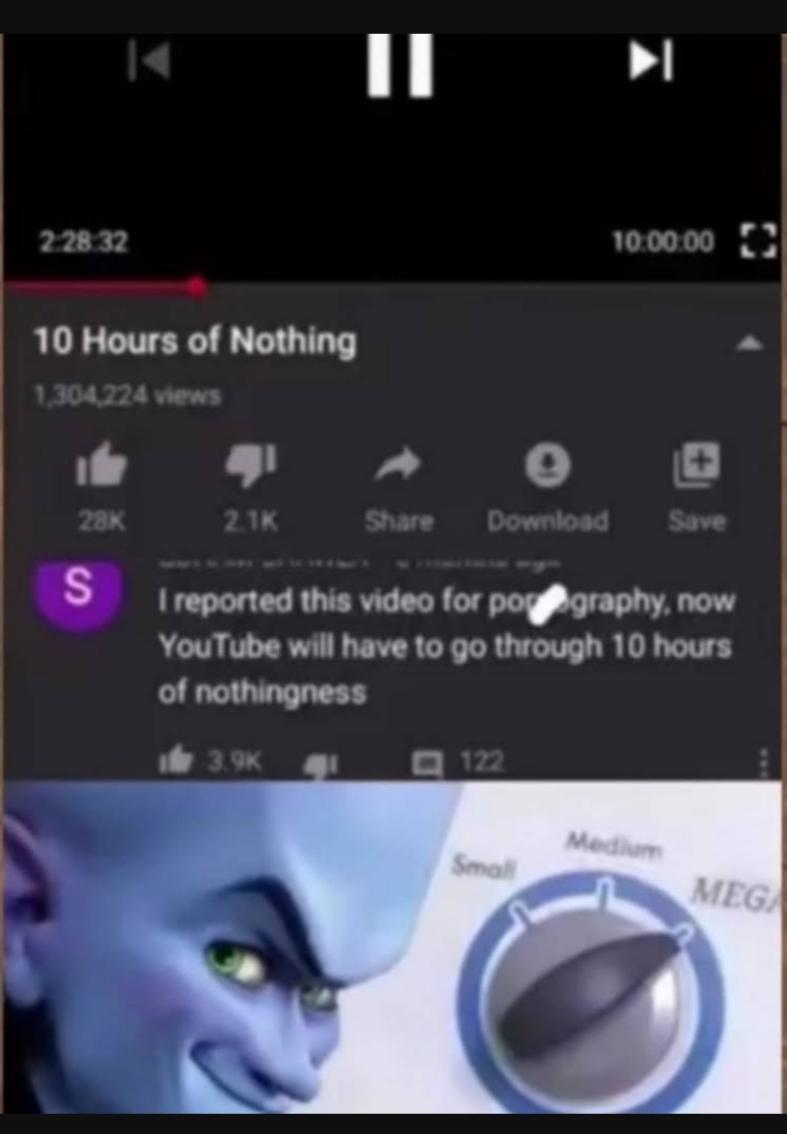 2:28:32 10:00:00
10 Hours of Nothing
1,304,224 views
28K 2.1K Share Download Save
S
I reported this video for por ography, now
YouTube will have to go through 10 hours
of nothingness
3.9K 122
Small Medium MEGA